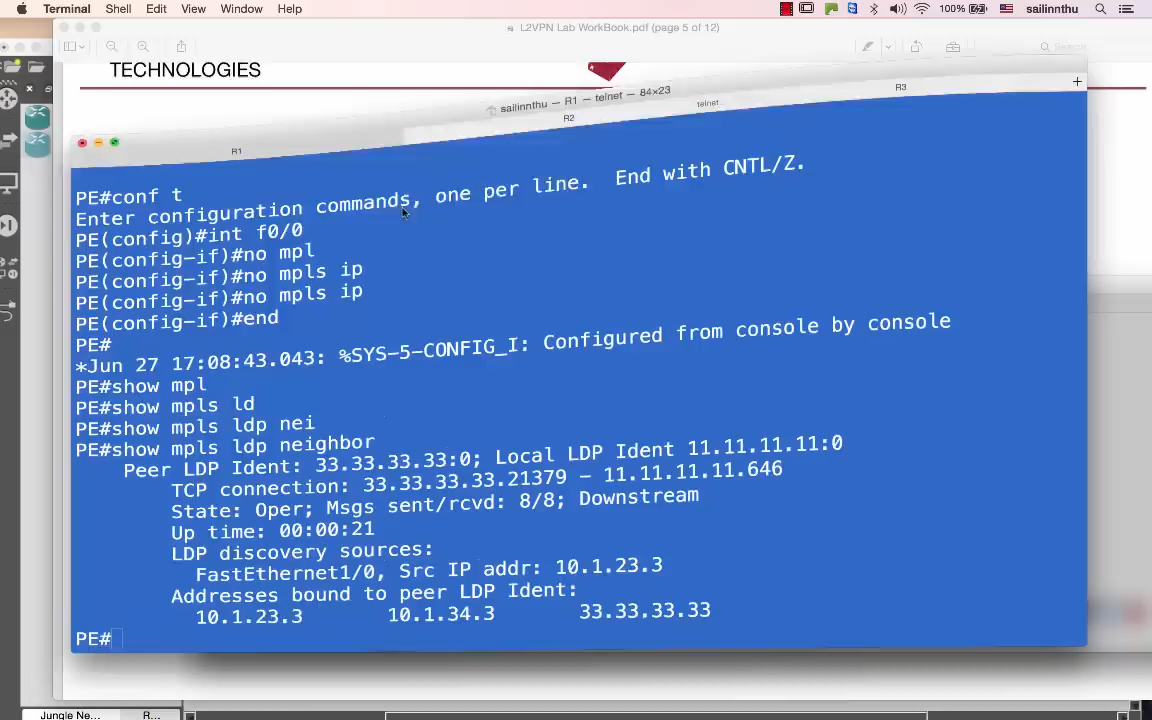 Terminal Shell Edit View Window Help 100% sailinnthu
L2VPN Lab WorkBook.pdf (page 5 of 12)
Search
TECHNOLOGIES
sailinnthu — R1 — telnet — 84×23
R1 R2 telnet R3
PE#conf t
Enter configuration commands, one per line.  End with CNTL/Z.
PE(config)#int f0/0
PE(config-if)#no mpl
PE(config-if)#no mpls ip
PE(config-if)#no mpls ip
PE(config-if)#end
PE#
*Jun 27 17:08:43.043: %SYS-5-CONFIG_I: Configured from console by console
PE#show mpl
PE#show mpls ld
PE#show mpls ldp nei
PE#show mpls ldp neighbor
Peer LDP Ident: 33.33.33.33:0; Local LDP Ident 11.11.11.11:0
TCP connection: 33.33.33.33.21379 - 11.11.11.11.646
State: Oper; Msgs sent/rcvd: 8/8; Downstream
Up time: 00:00:21
LDP discovery sources:
FastEthernet1/0, Src IP addr: 10.1.23.3
Addresses bound to peer LDP Ident:
10.1.23.3 10.1.34.3 33.33.33.33
PE#
Jungle Ne... R...